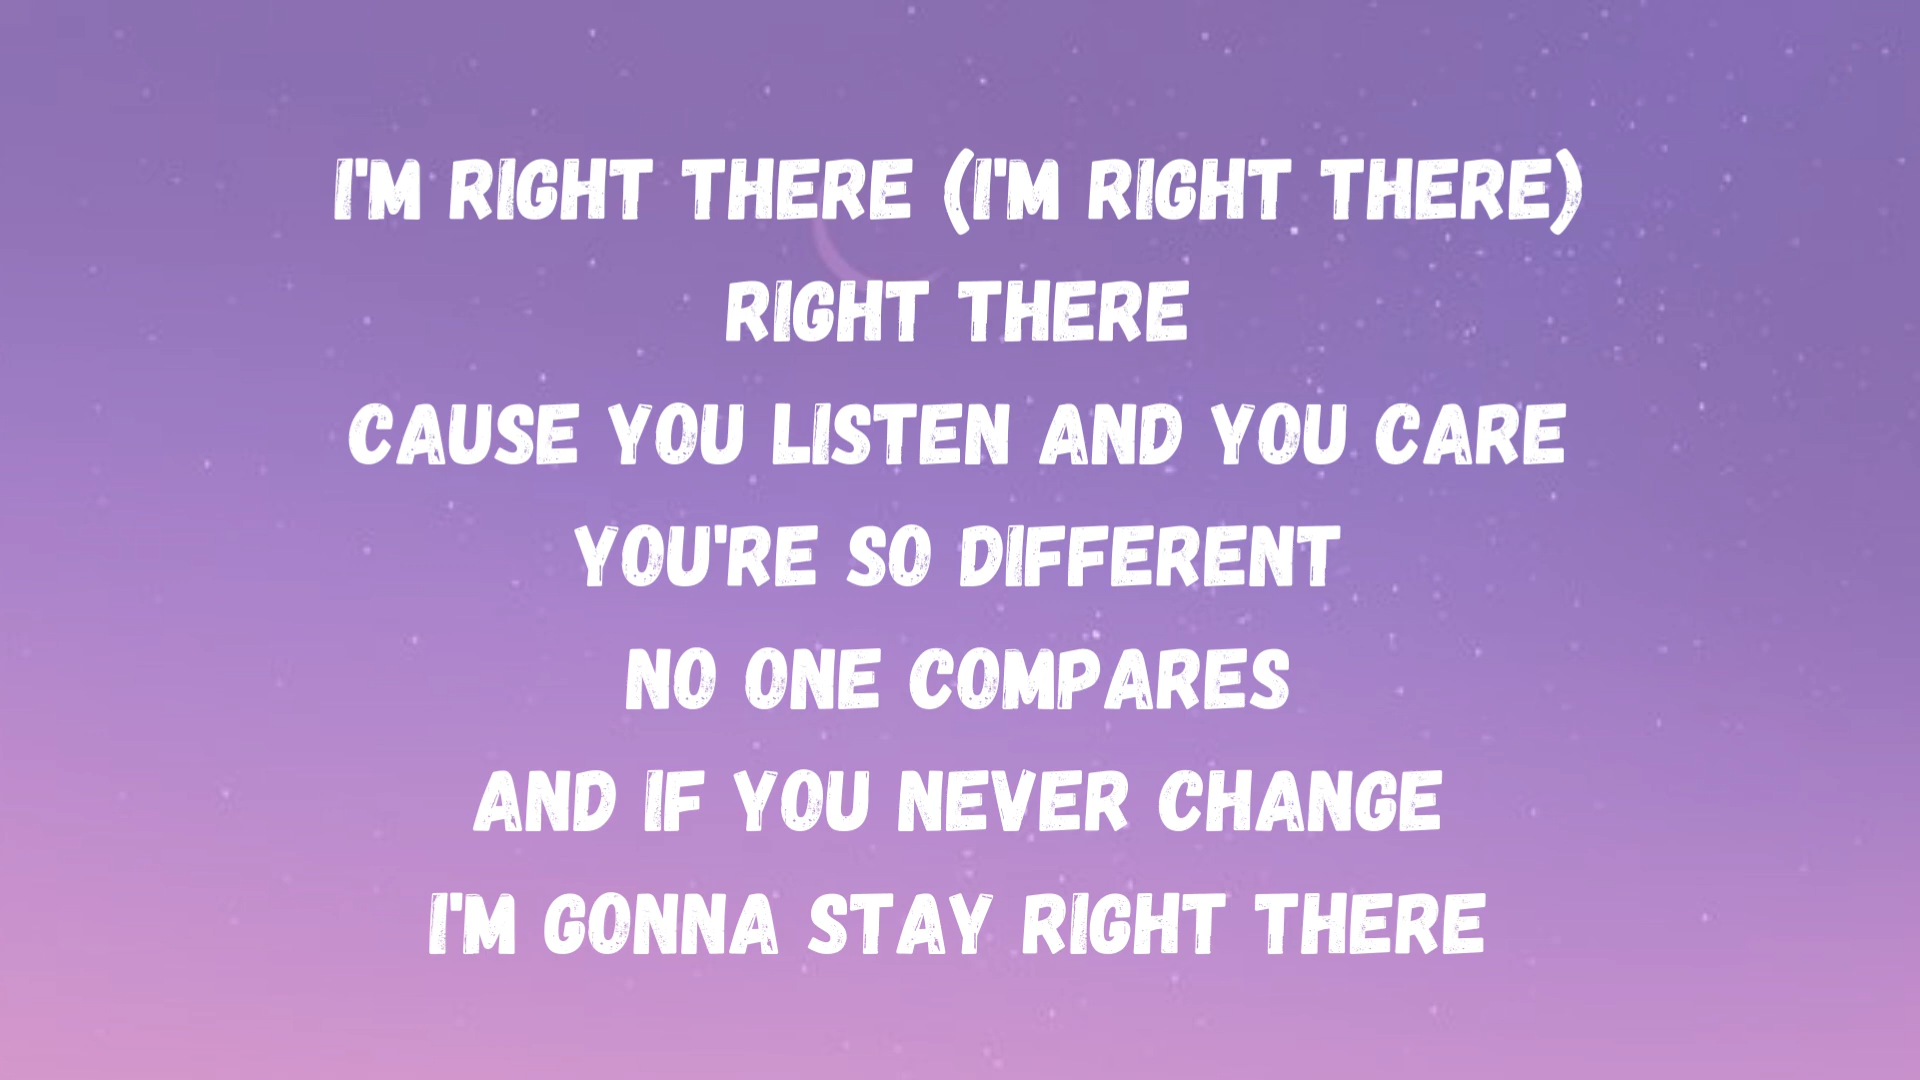 I'M RIGHT THERE (I'M RIGHT THERE)
RIGHT THERE
CAUSE YOU LISTEN AND YOU CARE
YOU'RE SO DIFFERENT
NO ONE COMPARES
AND IF YOU NEVER CHANGE
I'M GONNA STAY RIGHT THERE